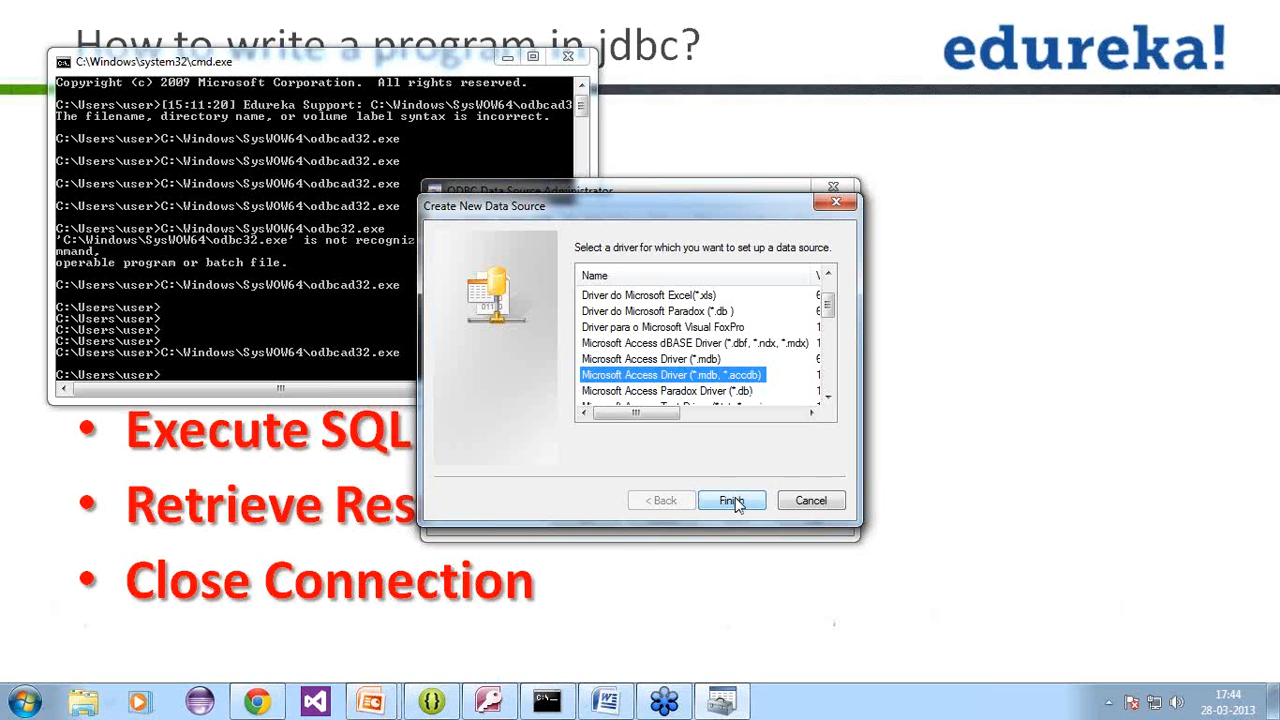 How to write a program in jdbc?
edureka!
C:\Windows\system32\cmd.exe
Copyright (c) 2009 Microsoft Corporation. All rights reserved.
C:\Users\user>[15:11:20] Edureka Support: C:\Windows\SysWOW64\odbcad3
The filename, directory name, or volume label syntax is incorrect.
C:\Users\user>C:\Windows\SysWOW64\odbcad32.exe
C:\Users\user>C:\Windows\SysWOW64\odbcad32.exe
C:\Users\user>C:\Windows\SysWOW64\odbcad32.exe
C:\Users\user>C:\Windows\SysWOW64\odbcad32.exe
C:\Users\user>C:\Windows\SysWOW64\odbc32.exe
'C:\Windows\SysWOW64\odbc32.exe' is not recogniz
mmand,
operable program or batch file.
C:\Users\user>C:\Windows\SysWOW64\odbcad32.exe
C:\Users\user>
C:\Users\user>
C:\Users\user>
C:\Users\user>
C:\Users\user>C:\Windows\SysWOW64\odbcad32.exe
C:\Users\user>
ODBC Data Source Administrator
Create New Data Source
Select a driver for which you want to set up a data source.
Name V
Driver do Microsoft Excel(*.xls) 6
Driver do Microsoft Paradox (*.db ) 6
Driver para o Microsoft Visual FoxPro 1
Microsoft Access dBASE Driver (*.dbf, *.ndx, *.mdx) 1
Microsoft Access Driver (*.mdb) 6
Microsoft Access Driver (*.mdb, *.accdb) 1
Microsoft Access Paradox Driver (*.db) 1
< Back
Finish
Cancel
• Execute SQL
• Retrieve Res
• Close Connection
17:44
28-03-2013